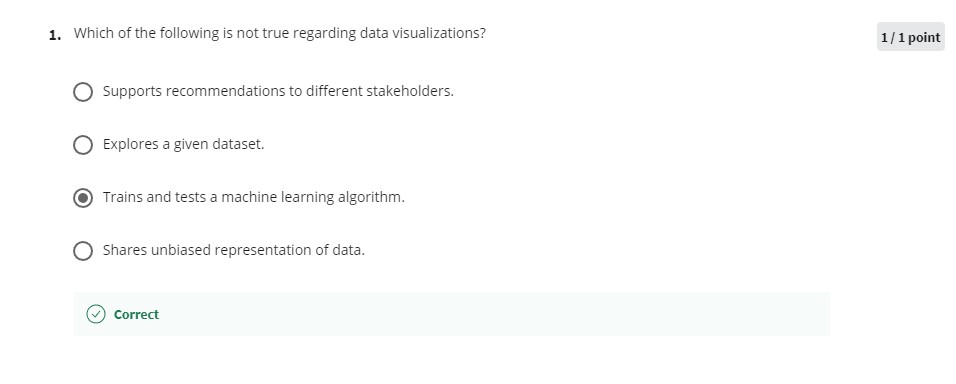 1. Which of the following is not true regarding data visualizations?
1 / 1 point
Supports recommendations to different stakeholders.
Explores a given dataset.
Trains and tests a machine learning algorithm.
Shares unbiased representation of data.
Correct